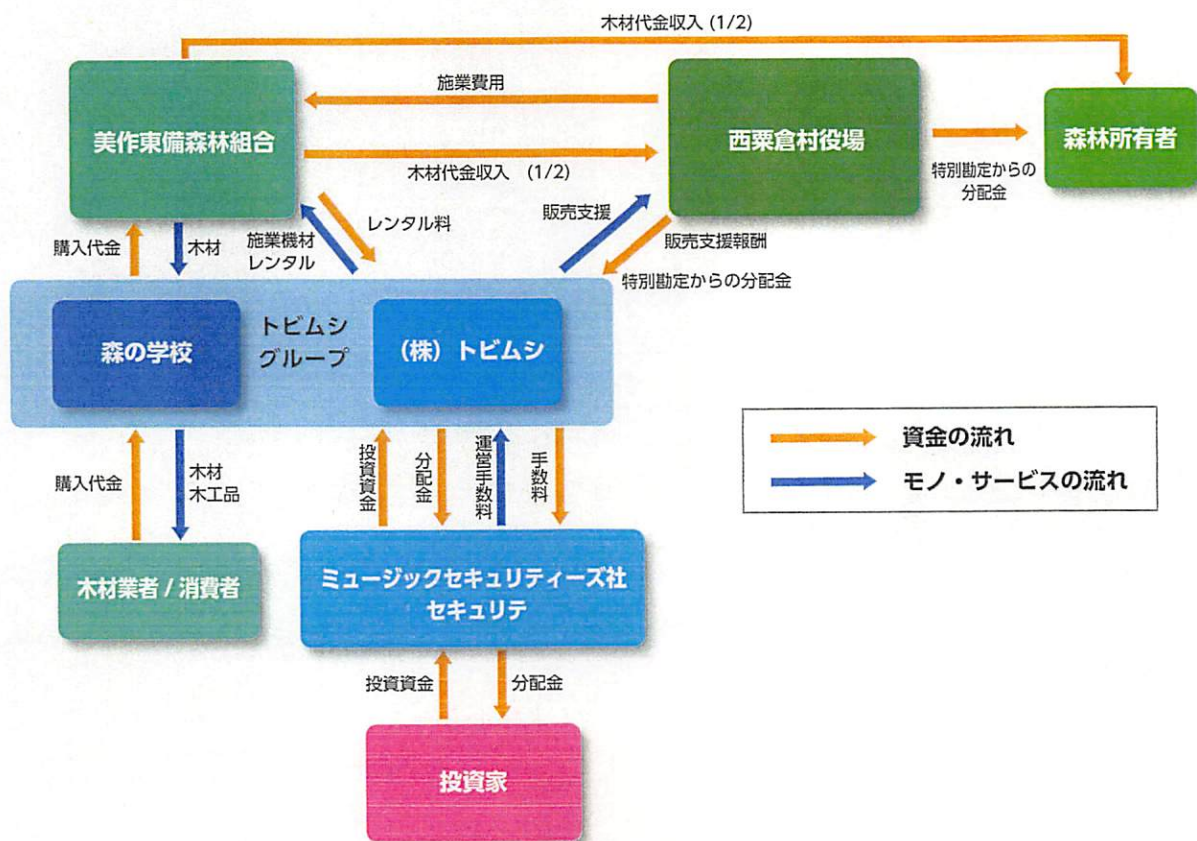 木材代金収入 (1/2)
施業費用
美作東備森林組合
西粟倉村役場
森林所有者
木材代金収入 (1/2)
特別勘定からの
分配金
レンタル料
販売支援
購入代金
木材
施業機材
レンタル
販売支援報酬
特別勘定からの分配金
トビムシ
グループ
森の学校
(株) トビムシ
資金の流れ
モノ・サービスの流れ
購入代金
木材
木工品
投資資金
分配金
運営手数料
手数料
木材業者 / 消費者
ミュージックセキュリティーズ社
セキュリテ
投資資金
分配金
投資家